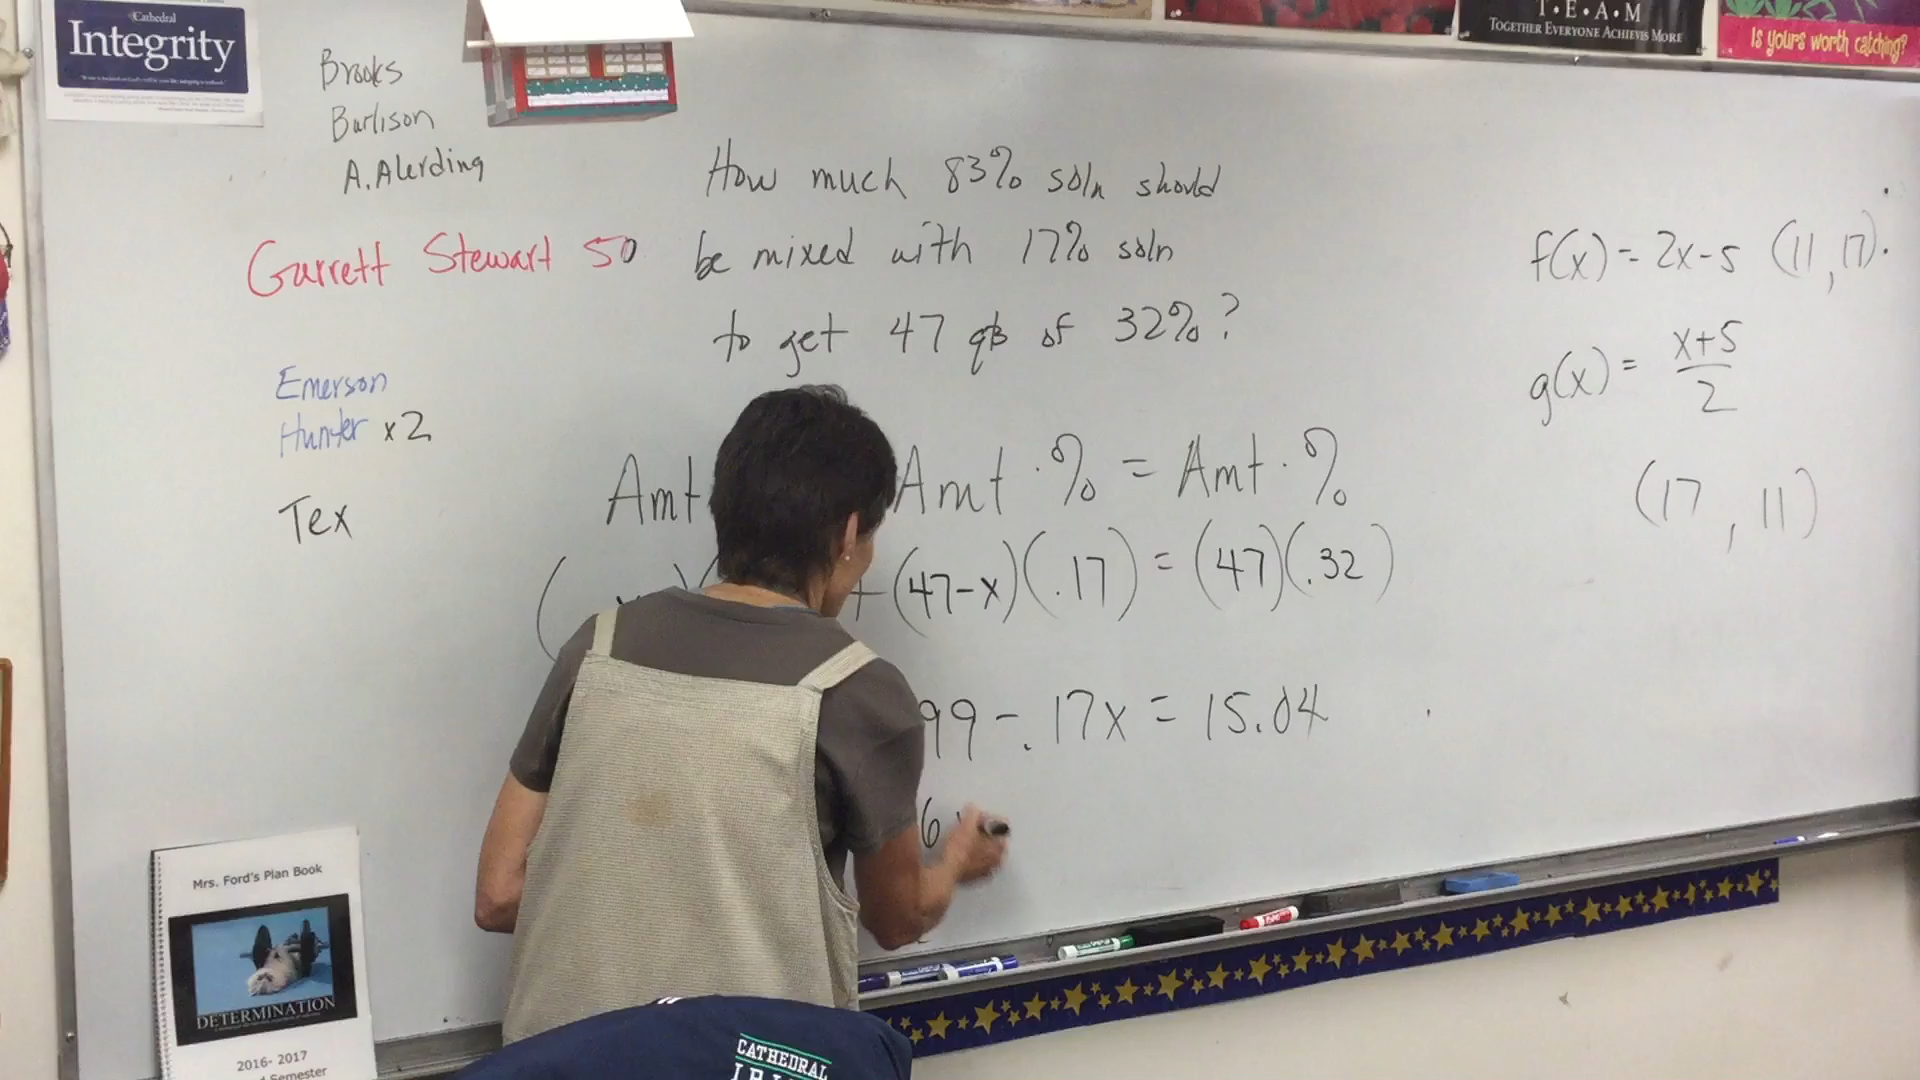 Cathedral
Integrity
Brooks
Burlison
A. Alerding
Garrett Stewart 50
Emerson
Hunter x2
Tex
How much 83% soln should
be mixed with 17% soln
to get 47 qts of 32%?
Amt Amt · % = Amt · %
+ (47-x)(.17) = (47)(.32)
99 - .17x = 15.04
6
f(x) = 2x-5 (11, 17).
g(x) = x+5
2
(17, 11)
T·E·A·M
TOGETHER EVERYONE ACHIEVES MORE
Is yours worth catching?
Mrs. Ford's Plan Book
DETERMINATION
2016- 2017
Semester
CATHEDRAL